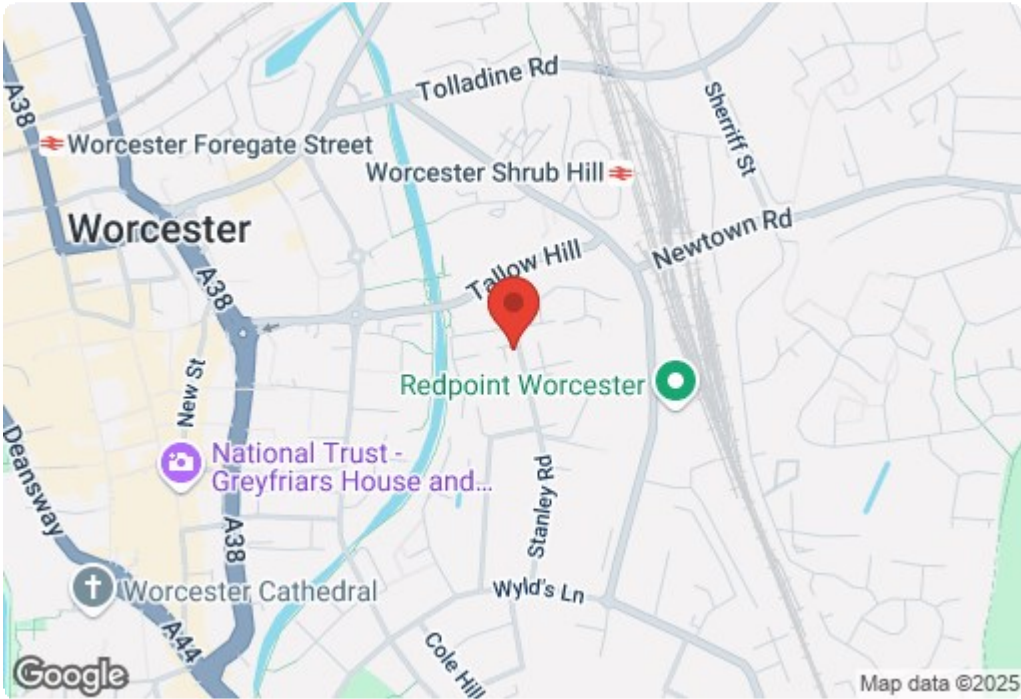 Tolladine Rd
A38
Sherriff St
Worcester Foregate Street
Worcester Shrub Hill
Worcester
Newtown Rd
Tallow Hill
A38
New St
Redpoint Worcester
National Trust -
Greyfriars House and...
Deansway
Stanley Rd
A38
Worcester Cathedral
Wyld's Ln
A44
Cole Hill
Google
Map data ©2025